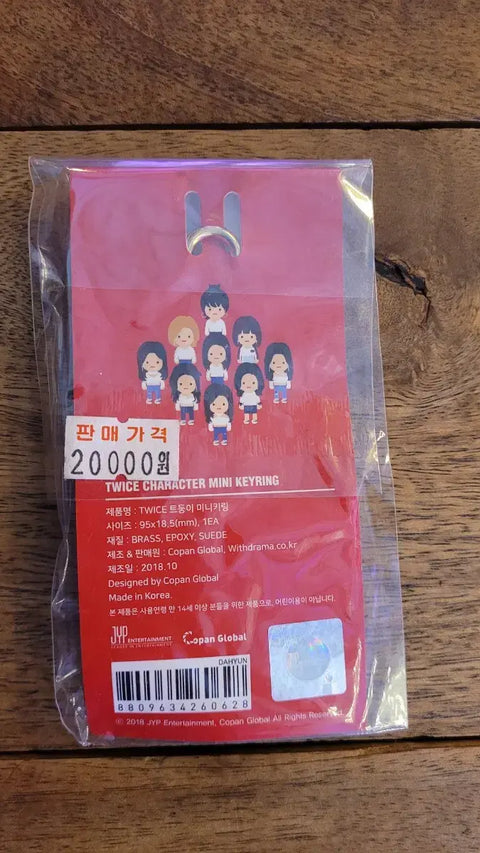 판매가격
20000원
TWICE CHARACTER MINI KEYRING
제품명 : TWICE 트둥이 미니키링
사이즈 : 95x18.5(mm), 1EA
재질 : BRASS, EPOXY, SUEDE
제조 & 판매원 : Copan Global, Withdrama.co.kr
제조일 : 2018.10
Designed by Copan Global
Made in Korea.
본 제품은 사용연령 만 14세 이상 분들을 위한 제품으로, 어린이용이 아닙니다.
JYP ENTERTAINMENT
LEADER IN ENTERTAINMENT
Copan Global
DAHYUN
8809634260628
© 2018 JYP Entertainment, Copan Global All Rights Reserved.